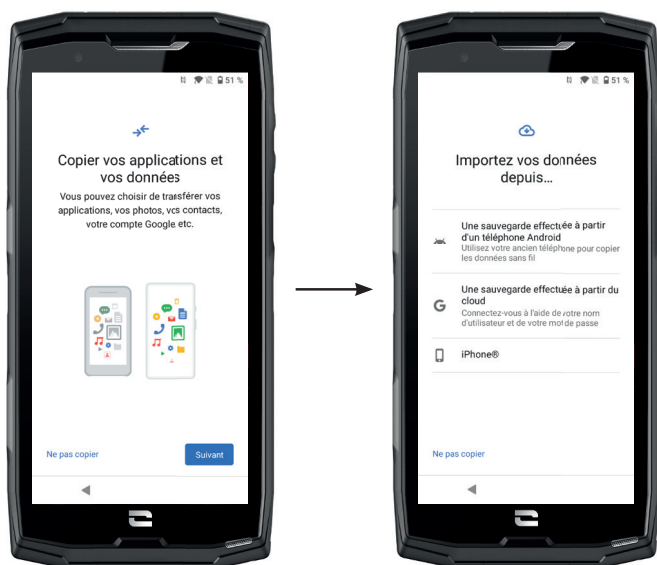 51 %
Copier vos applications et
vos données
Vous pouvez choisir de transférer vos
applications, vos photos, vos contacts,
votre compte Google etc.
Ne pas copier
Suivant
51 %
Importez vos données
depuis...
Une sauvegarde effectuée à partir
d'un téléphone Android
Utilisez votre ancien téléphone pour copier
les données sans fil
Une sauvegarde effectuée à partir du
cloud
Connectez-vous à l'aide de votre nom
d'utilisateur et de votre mot de passe
iPhone®
Ne pas copier